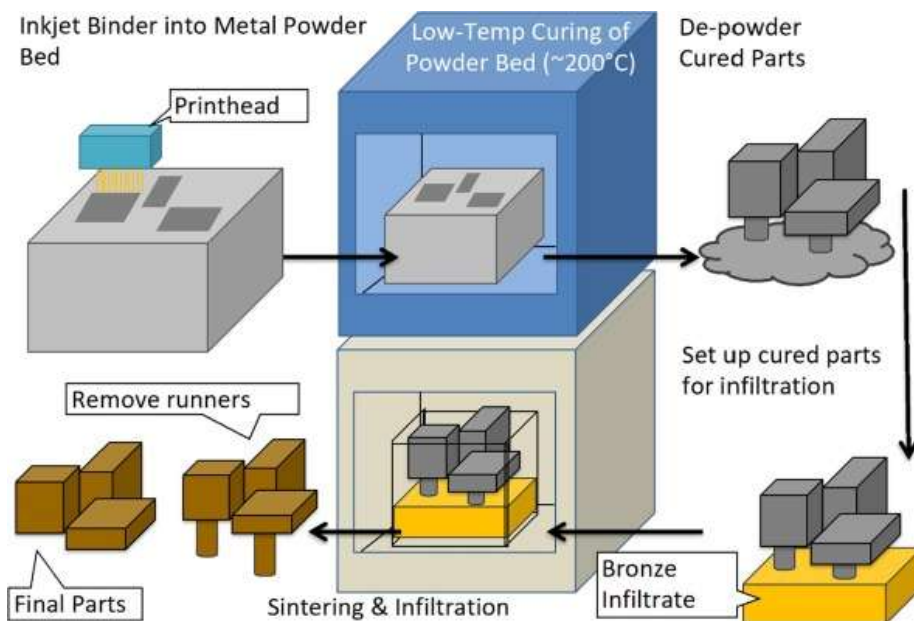 Inkjet Binder into Metal Powder
Bed
Printhead
Low-Temp Curing of
Powder Bed (~200°C)
De-powder
Cured Parts
Set up cured parts
for infiltration
Remove runners
Final Parts
Sintering & Infiltration
Bronze
Infiltrate